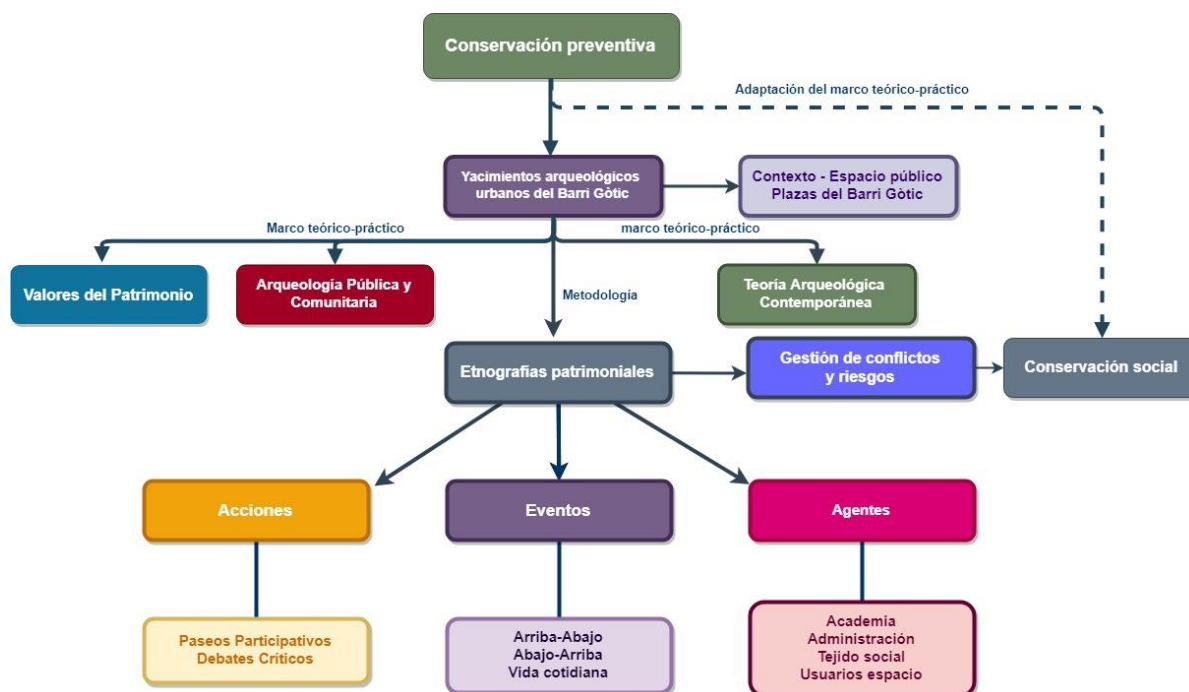 Conservación preventiva
Adaptación del marco teórico-práctico
Yacimientos arqueológicos
urbanos del Barri Gòtic
Contexto - Espacio público
Plazas del Barri Gòtic
Marco teórico-práctico
marco teórico-práctico
Valores del Patrimonio
Arqueología Pública y
Comunitaria
Teoría Arqueológica
Contemporánea
Metodología
Etnografías patrimoniales
Gestión de conflictos
y riesgos
Conservación social
Acciones
Eventos
Agentes
Paseos Participativos
Debates Críticos
Arriba-Abajo
Abajo-Arriba
Vida cotidiana
Academia
Administración
Tejido social
Usuarios espacio